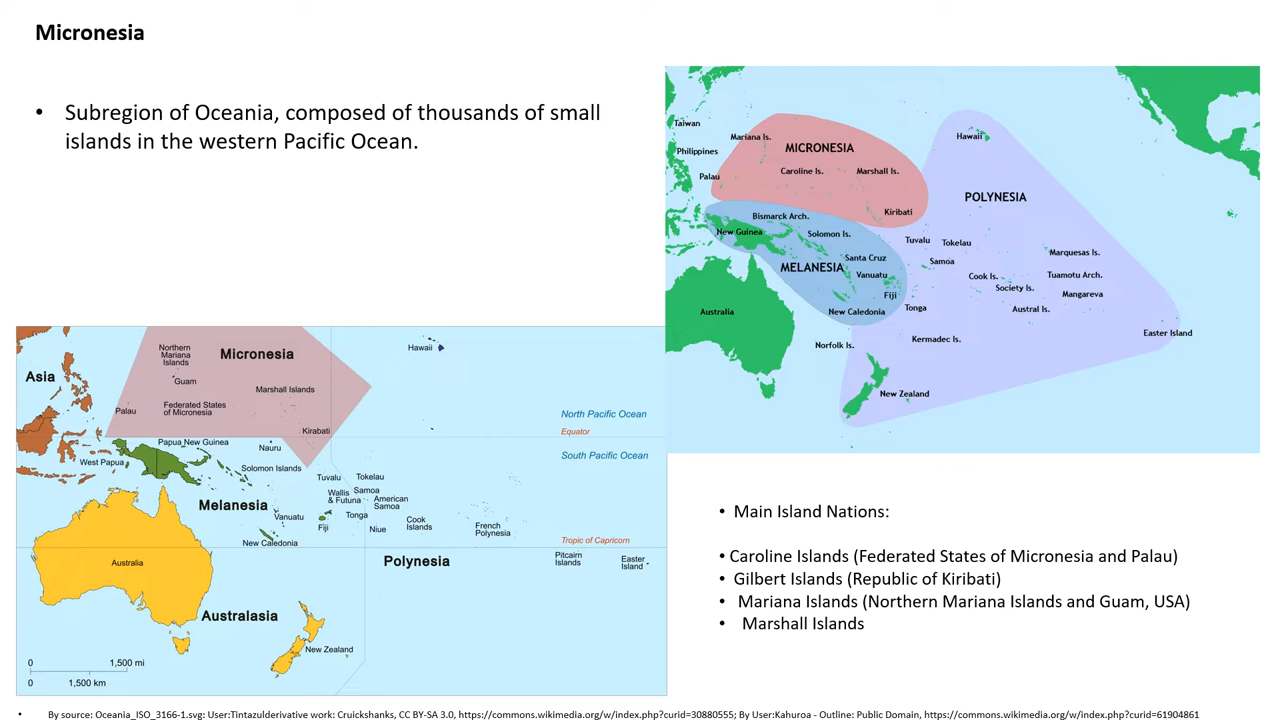 Micronesia
• Subregion of Oceania, composed of thousands of small
islands in the western Pacific Ocean.
Taiwan
Philippines
Palau
Mariana Is.
MICRONESIA
Caroline Is.
Marshall Is.
Kiribati
Hawaii
POLYNESIA
Bismarck Arch.
New Guinea
Solomon Is.
MELANESIA
Santa Cruz
Vanuatu
Fiji
New Caledonia
Australia
Norfolk Is.
Tuvalu
Tokelau
Samoa
Tonga
Kermadec Is.
New Zealand
Cook Is.
Society Is.
Austral Is.
Marquesas Is.
Tuamotu Arch.
Mangareva
Easter Island
Asia
Northern
Mariana
Islands
Guam
Palau
Federated States
of Micronesia
Micronesia
Marshall Islands
Kirabati
Hawaii
North Pacific Ocean
Equator
South Pacific Ocean
Papua New Guinea
West Papua
Nauru
Solomon Islands
Melanesia
Vanuatu
Fiji
New Caledonia
Tuvalu
Tokelau
Wallis
& Futuna
Samoa
American
Samoa
Tonga
Niue
Cook
Islands
French
Polynesia
Tropic of Capricorn
Pitcairn
Islands
Easter
Island
Polynesia
Australia
Australasia
New Zealand
0 1,500 mi
0 1,500 km
• Main Island Nations:
• Caroline Islands (Federated States of Micronesia and Palau)
• Gilbert Islands (Republic of Kiribati)
• Mariana Islands (Northern Mariana Islands and Guam, USA)
• Marshall Islands
• By source: Oceania_ISO_3166-1.svg: User:Tintazulderivative work: Cruickshanks, CC BY-SA 3.0, https://commons.wikimedia.org/w/index.php?curid=30880555; By User:Kahuroa - Outline: Public Domain, https://commons.wikimedia.org/w/index.php?curid=61904861